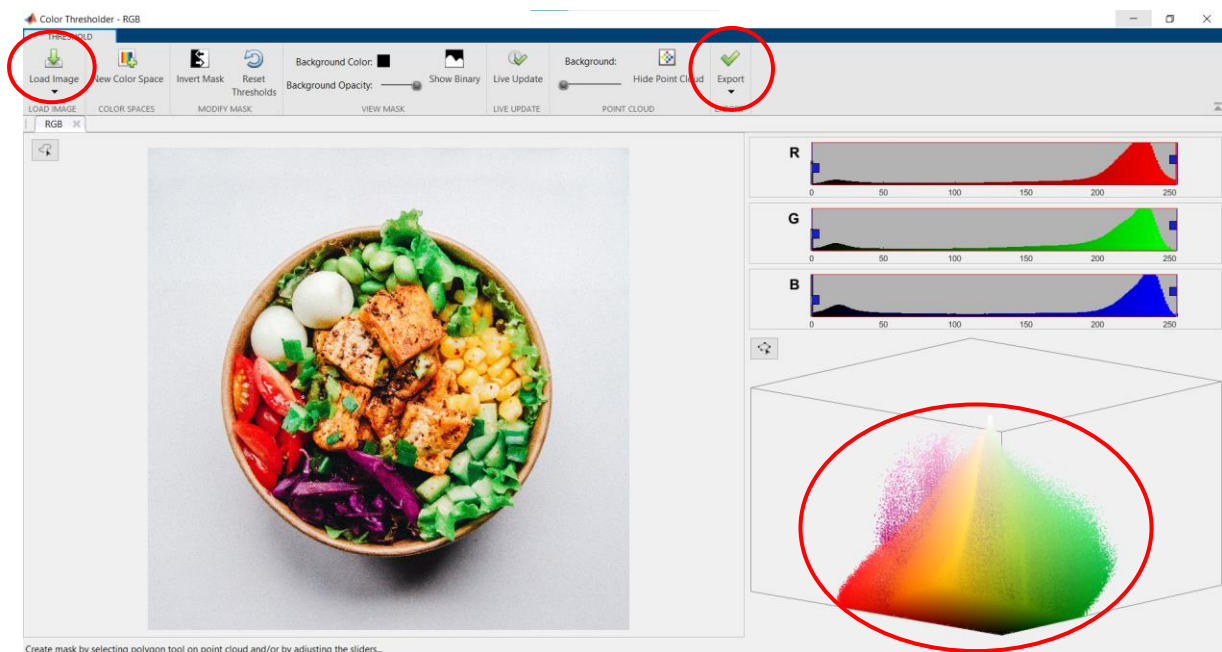 Color Thresholder - RGB
THRESHOLD
Load Image
New Color Space
Invert Mask
Reset
Thresholds
Background Color:
Background Opacity:
Show Binary
Live Update
Background:
Hide Point Cloud
Export
LOAD IMAGE
COLOR SPACES
MODIFY MASK
VIEW MASK
LIVE UPDATE
POINT CLOUD
EXPORT
RGB
R
0 50 100 150 200 250
G
0 50 100 150 200 250
B
0 50 100 150 200 250
Create mask by selecting polygon tool on point cloud and/or by adjusting the sliders...